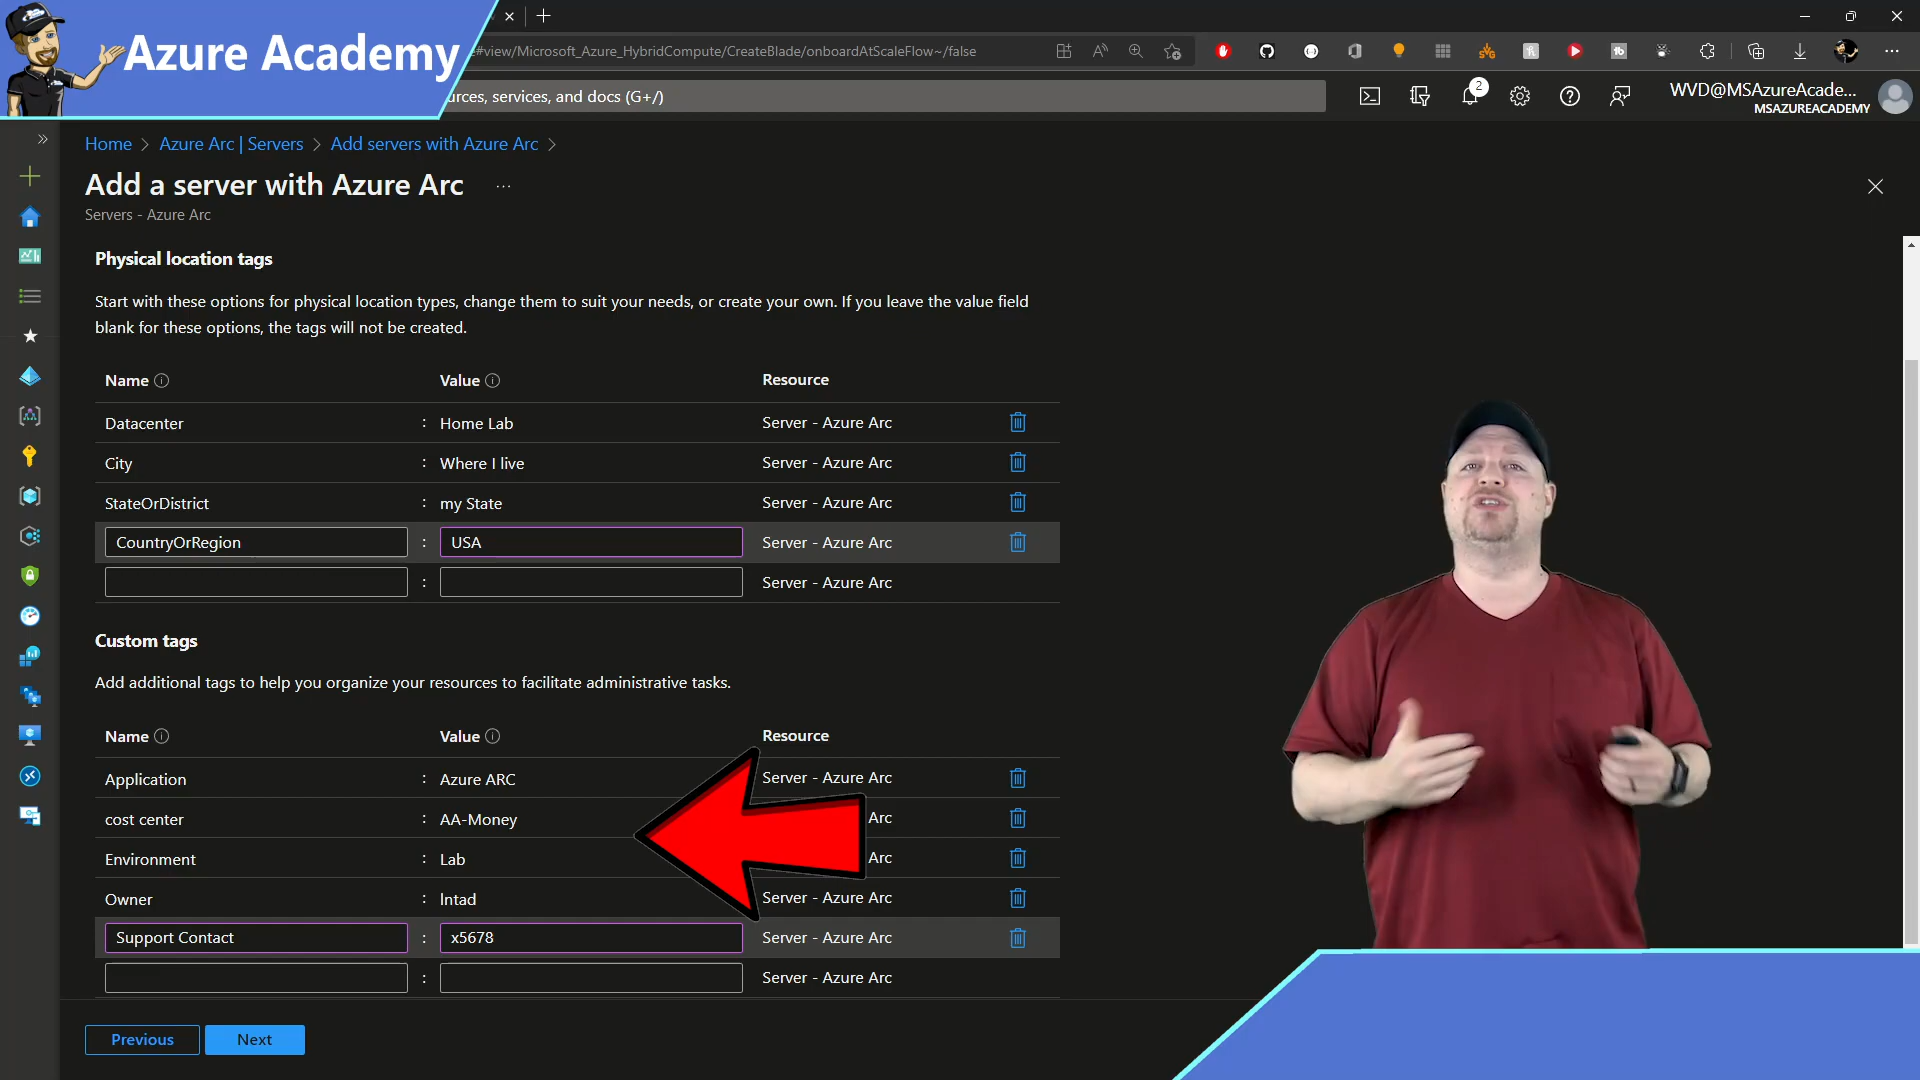 Azure Academy
e#view/Microsoft_Azure_HybridCompute/CreateBlade/onboardAtScaleFlow~/false
urces, services, and docs (G+/)
2
WVD@MSAzureAcade...
MSAZUREACADEMY
Home > Azure Arc | Servers > Add servers with Azure Arc >
Add a server with Azure Arc ...
Servers - Azure Arc
Physical location tags
Start with these options for physical location types, change them to suit your needs, or create your own. If you leave the value field
blank for these options, the tags will not be created.
Name Value Resource
Datacenter : Home Lab Server - Azure Arc
City : Where I live Server - Azure Arc
StateOrDistrict : my State Server - Azure Arc
CountryOrRegion : USA Server - Azure Arc
: Server - Azure Arc
Custom tags
Add additional tags to help you organize your resources to facilitate administrative tasks.
Name Value Resource
Application : Azure ARC Server - Azure Arc
cost center : AA-Money Arc
Environment : Lab Arc
Owner : Intad Server - Azure Arc
Support Contact : x5678 Server - Azure Arc
: Server - Azure Arc
Previous Next